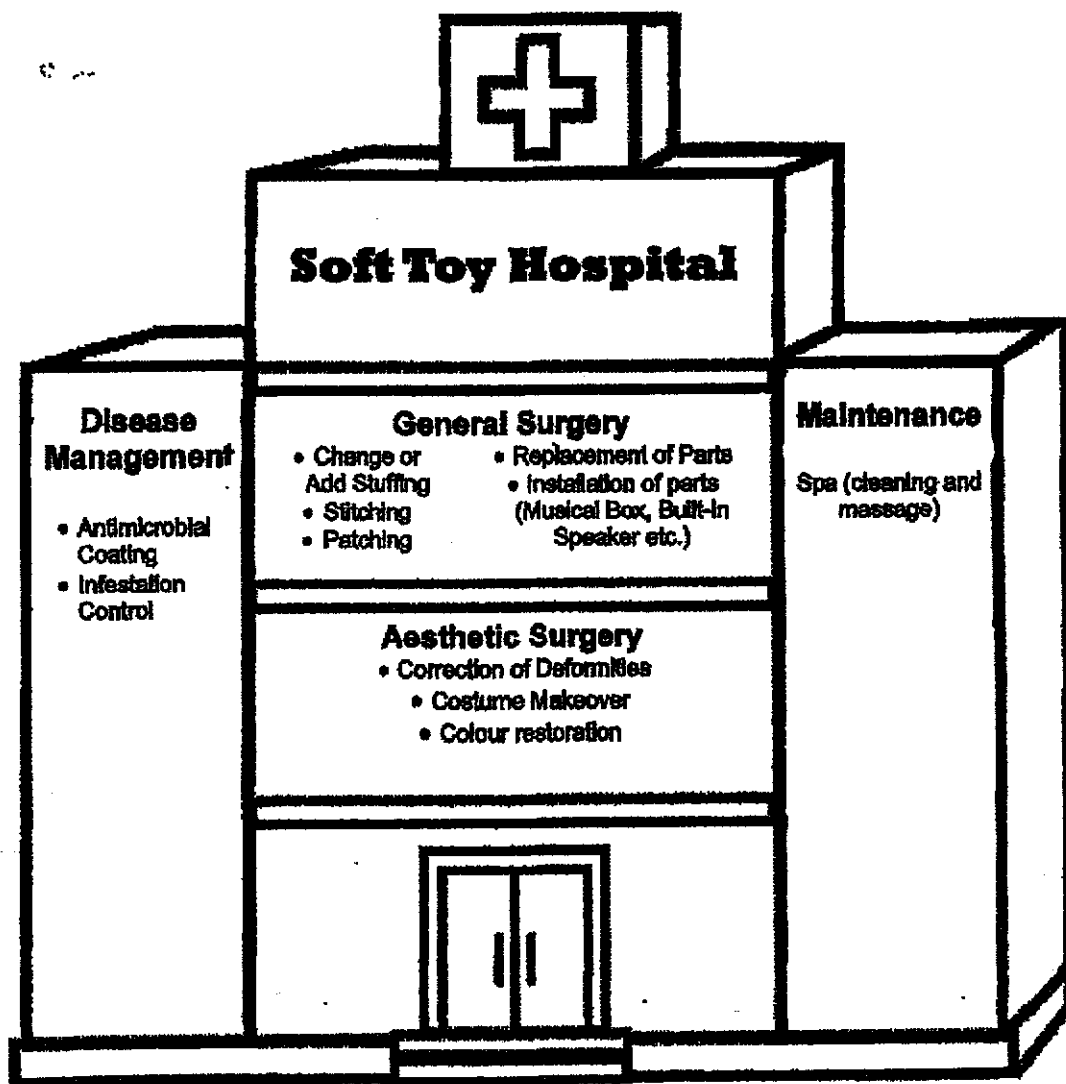 Soft Toy Hospital
Disease
Management
• Antimicrobial
Coating
• Infestation
Control
General Surgery
• Change or
Add Stuffing
• Stitching
• Patching
• Replacement of Parts
• Installation of parts
(Musical Box, Built-in
Speaker etc.)
Aesthetic Surgery
• Correction of Deformities
• Costume Makeover
• Colour restoration
Maintenance
Spa (cleaning and
massage)